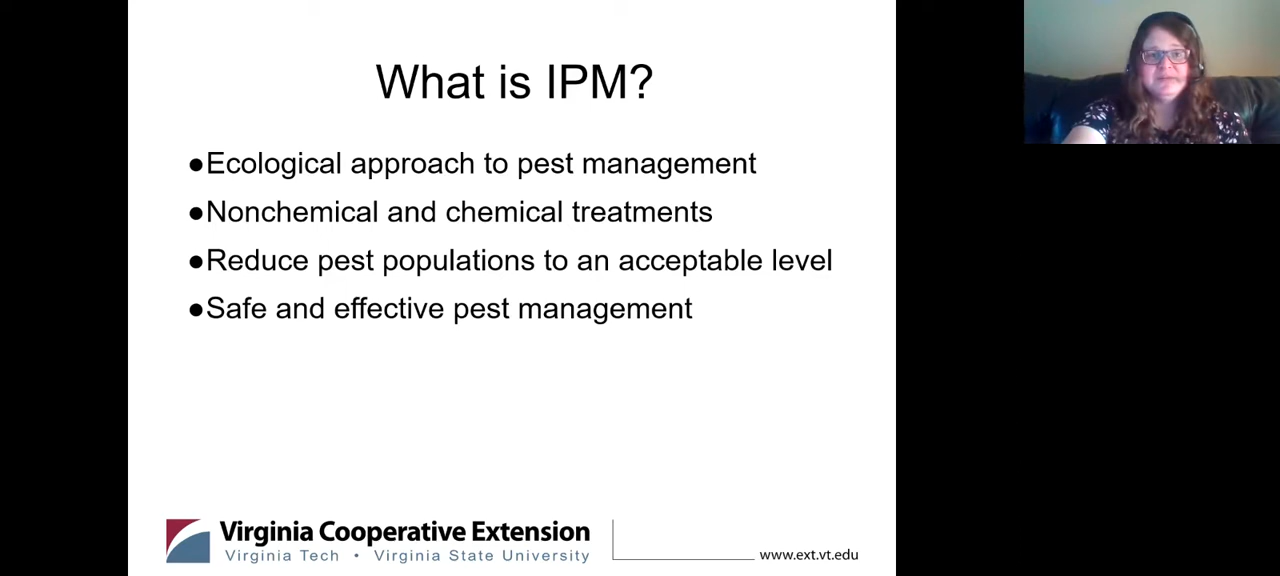 What is IPM?
●Ecological approach to pest management
●Nonchemical and chemical treatments
●Reduce pest populations to an acceptable level
●Safe and effective pest management
Virginia Cooperative Extension
Virginia Tech • Virginia State University
www.ext.vt.edu